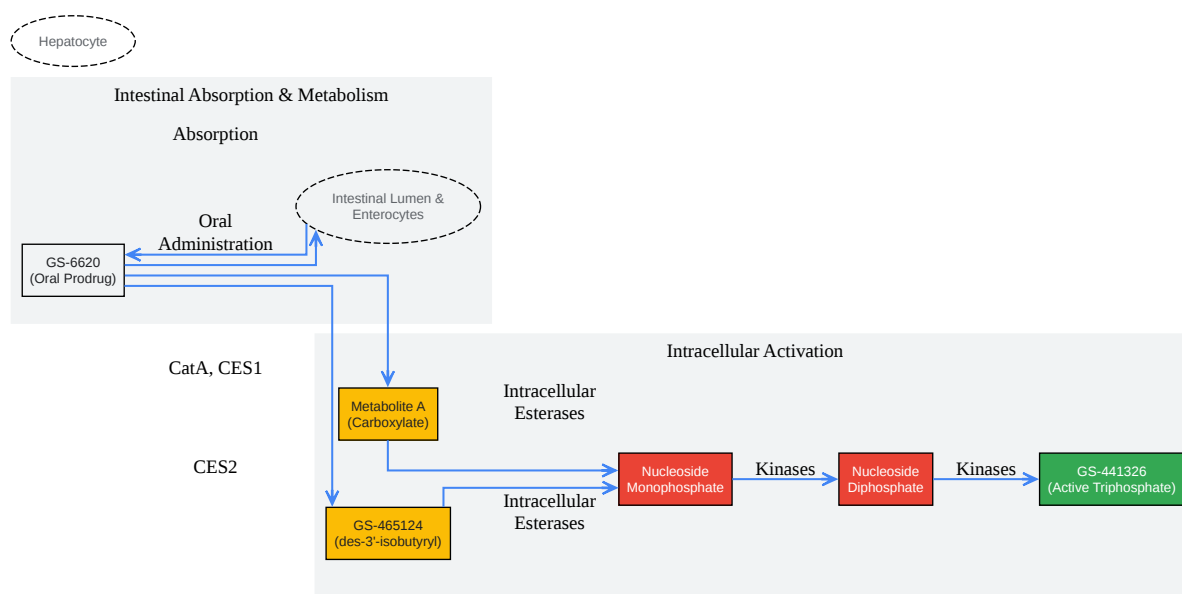 Hepatocyte
Intestinal Absorption & Metabolism
Absorption
Intestinal Lumen &
Enterocytes
Oral
Administration
GS-6620
(Oral Prodrug)
Intracellular Activation
CatA, CES1
Intracellular
Esterases
Metabolite A
(Carboxylate)
CES2
Nucleoside
Monophosphate
Kinases
Nucleoside
Diphosphate
Kinases
GS-441326
(Active Triphosphate)
Intracellular
Esterases
GS-465124
(des-3'-isobutyryl)